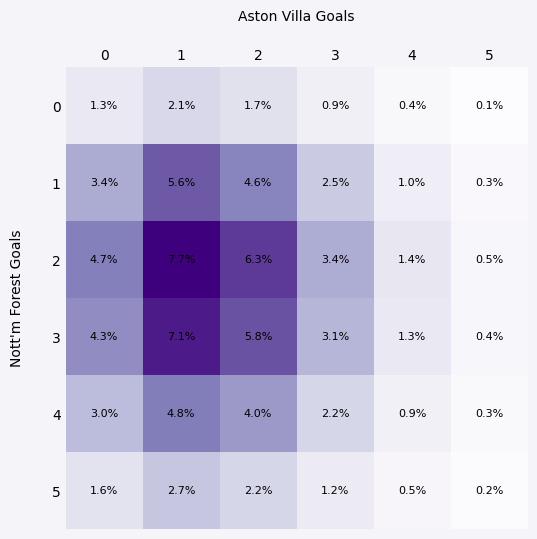 Aston Villa Goals
0 1 2 3 4 5
Nott'm Forest Goals
0 1.3% 2.1% 1.7% 0.9% 0.4% 0.1%
1 3.4% 5.6% 4.6% 2.5% 1.0% 0.3%
2 4.7% 7.7% 6.3% 3.4% 1.4% 0.5%
3 4.3% 7.1% 5.8% 3.1% 1.3% 0.4%
4 3.0% 4.8% 4.0% 2.2% 0.9% 0.3%
5 1.6% 2.7% 2.2% 1.2% 0.5% 0.2%